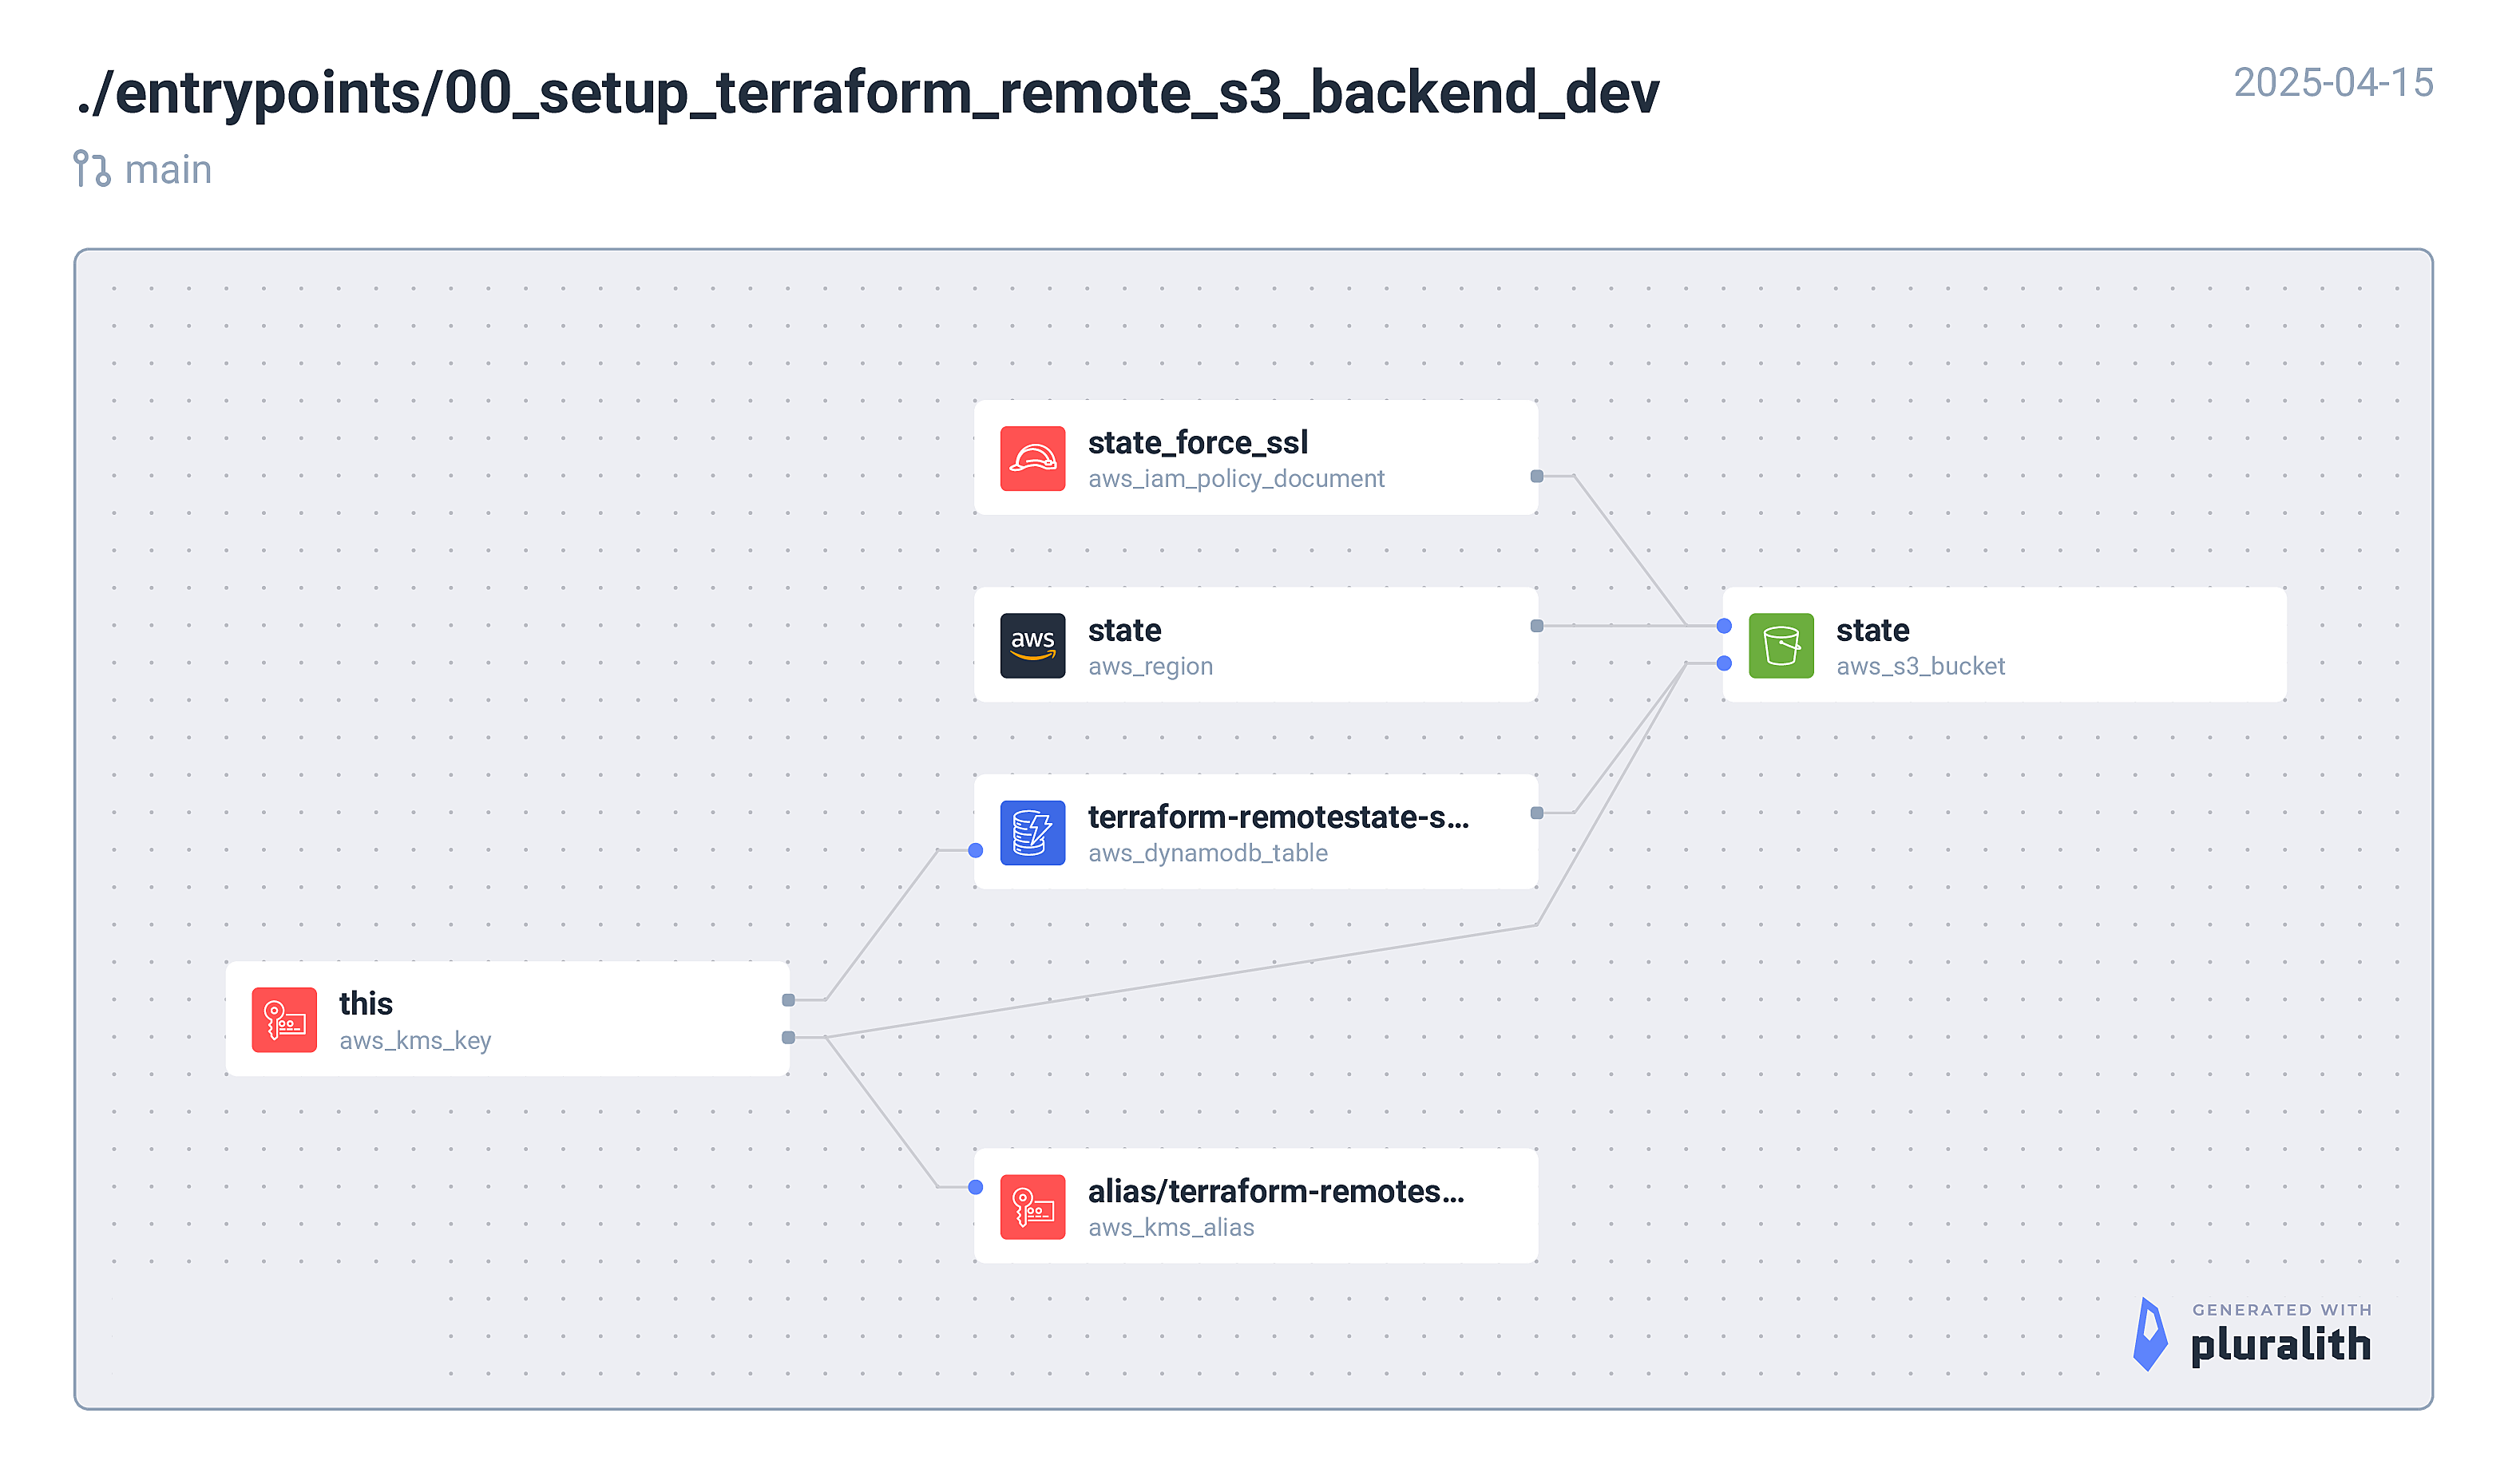 ./entrypoints/00_setup_terraform_remote_s3_backend_dev
2025-04-15
main
state_force_ssl
aws_iam_policy_document
aws
state
aws_region
state
aws_s3_bucket
terraform-remotestate-s...
aws_dynamodb_table
this
aws_kms_key
alias/terraform-remotes...
aws_kms_alias
GENERATED WITH
pluralith